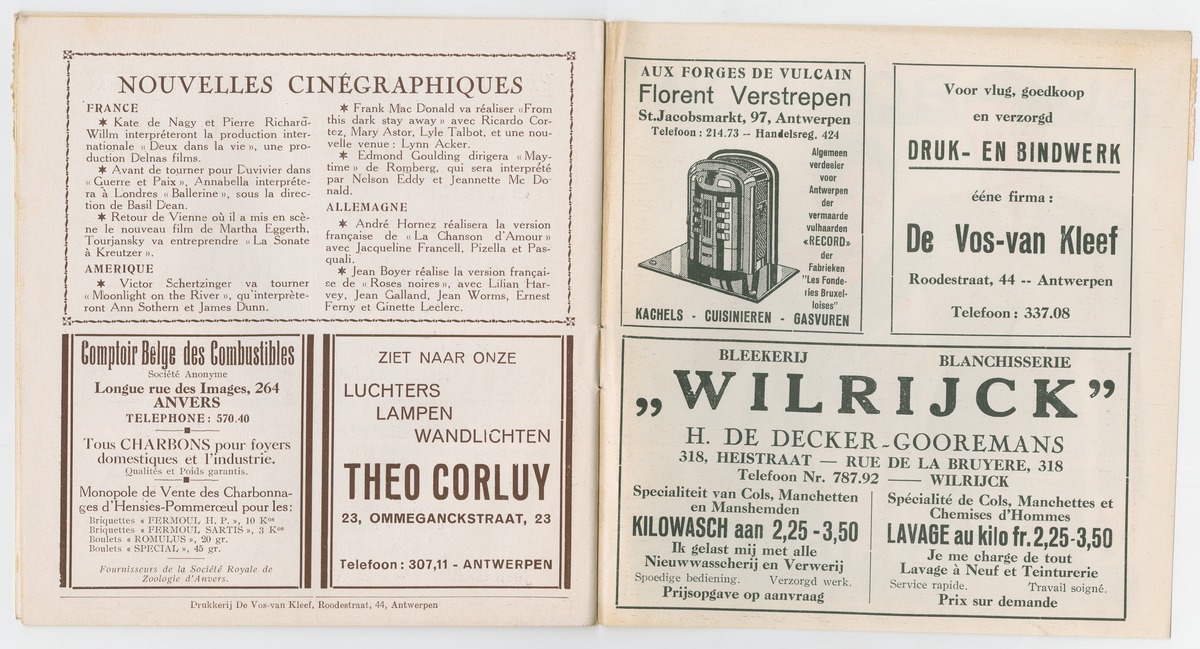 NOUVELLES CINÉGRAPHIQUES
FRANCE
✶ Kate de Nagy et Pierre Richard-
Willm interpréteront la production inter-
nationale « Deux dans la vie », une pro-
duction Delnas films.
✶ Avant de tourner pour Duvivier dans
« Guerre et Paix », Annabella interpréte-
ra à Londres « Ballerine », sous la direc-
tion de Basil Dean.
✶ Retour de Vienne où il a mis en scè-
ne le nouveau film de Martha Eggerth,
Tourjansky va entreprendre « La Sonate
à Kreutzer ».
AMERIQUE
✶ Victor Schertzinger va tourner
« Moonlight on the River », qu'interprète-
ront Ann Sothern et James Dunn.
✶ Frank Mac Donald va réaliser «From
this dark stay away» avec Ricardo Cor-
tez, Mary Astor, Lyle Talbot, et une nou-
velle venue : Lynn Acker.
✶ Edmond Goulding dirigera « May-
time » de Romberg, qui sera interprété
par Nelson Eddy et Jeannette Mc Do-
nald.
ALLEMAGNE
✶ André Hornez réalisera la version
française de « La Chanson d'Amour »
avec Jacqueline Francell, Pizella et Pas-
quali.
✶ Jean Boyer réalise la version françai-
se de « Roses noires », avec Lilian Har-
vey, Jean Galland, Jean Worms, Ernest
Ferny et Ginette Leclerc.
Comptoir Belge des Combustibles
Société Anonyme
Longue rue des Images, 264
ANVERS
TELEPHONE : 570.40
Tous CHARBONS pour foyers
domestiques et l'industrie.
Qualités et Poids garantis.
Monopole de Vente des Charbonna-
ges d'Hensies-Pommerœul pour les:
Briquettes « FERMOUL H. P. », 10 Kos
Briquettes « FERMOUL SARTIS », 3 Kos
Boulets « ROMULUS », 20 gr.
Boulets « SPECIAL », 45 gr.
Fournisseurs de la Société Royale de
Zoologie d'Anvers.
ZIET NAAR ONZE
LUCHTERS
LAMPEN
WANDLICHTEN
THEO CORLUY
23, OMMEGANCKSTRAAT, 23
Telefoon : 307,11 - ANTWERPEN
Drukkerij De Vos-van Kleef, Roodestraat, 44, Antwerpen
AUX FORGES DE VULCAIN
Florent Verstrepen
St.Jacobsmarkt, 97, Antwerpen
Telefoon : 214.73 -- Handelsreg. 424
Algemeen
verdeeler
voor
Antwerpen
der
vermaarde
vulhaarden
«RECORD»
der
Fabrieken
"Les Fonde-
ries Bruxel-
loises"
KACHELS - CUISINIEREN - GASVUREN
Voor vlug, goedkoop
en verzorgd
DRUK- EN BINDWERK
ééne firma :
De Vos-van Kleef
Roodestraat, 44 -- Antwerpen
Telefoon : 337.08
BLEEKERIJ BLANCHISSERIE
„WILRIJCK”
H. DE DECKER-GOOREMANS
318, HEISTRAAT — RUE DE LA BRUYERE, 318
Telefoon Nr. 787.92 —— WILRIJCK
Specialiteit van Cols, Manchetten
en Manshemden
KILOWASCH aan 2,25 - 3,50
Ik gelast mij met alle
Nieuwwasscherij en Verwerij
Spoedige bediening. Verzorgd werk.
Prijsopgave op aanvraag
Spécialité de Cols, Manchettes et
Chemises d'Hommes
LAVAGE au kilo fr. 2,25-3,50
Je me charge de tout
Lavage à Neuf et Teinturerie
Service rapide. Travail soigné.
Prix sur demande